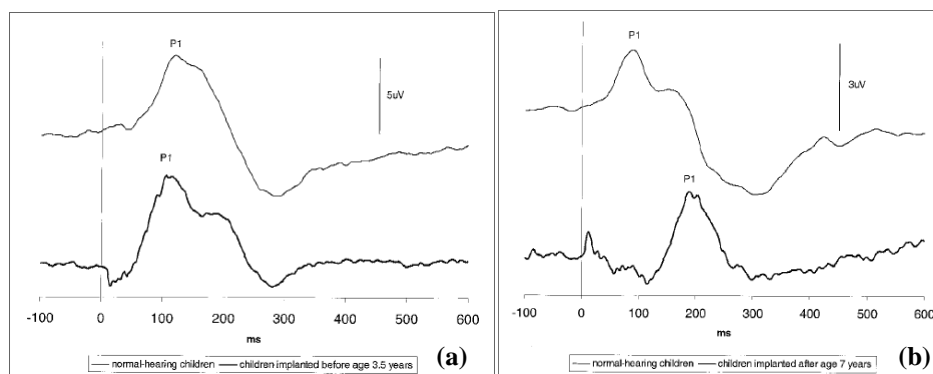 P1
5uV
P1
-100 0 100 200 300 400 500 600
ms
normal-hearing children children implanted before age 3.5 years
(a)
P1
3uV
P1
-100 0 100 200 300 400 500 600
ms
normal-hearing children children implanted after age 7 years
(b)